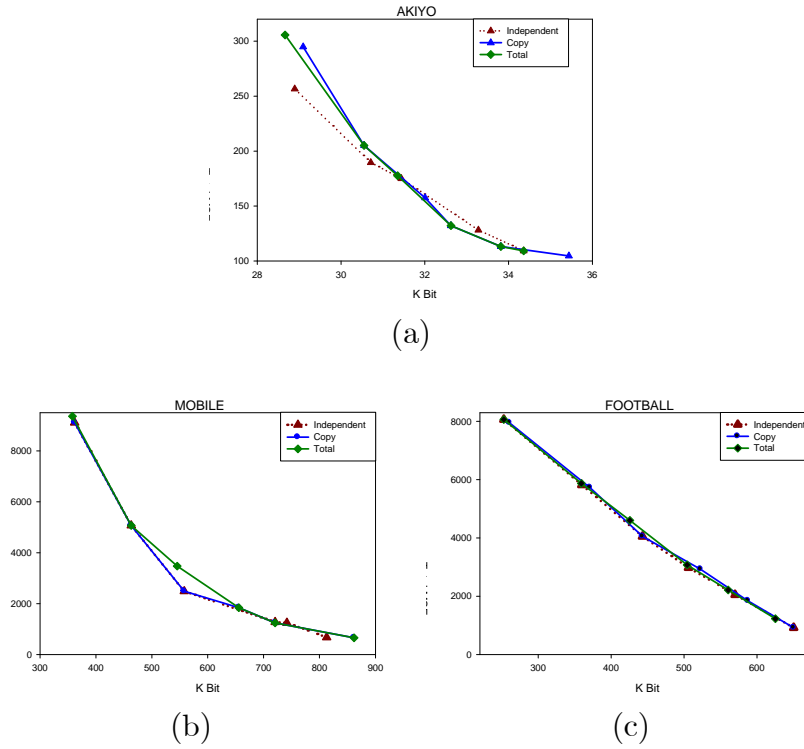 AKIYO
300
250
200
150
100
Independent
Copy
Total
28 30 32 34 36
K Bit
(a)
MOBILE
8000
6000
4000
2000
0
Independent
Copy
Total
300 400 500 600 700 800 900
K Bit
(b)
FOOTBALL
8000
6000
4000
2000
0
Independent
Copy
Total
300 400 500 600
K Bit
(c)